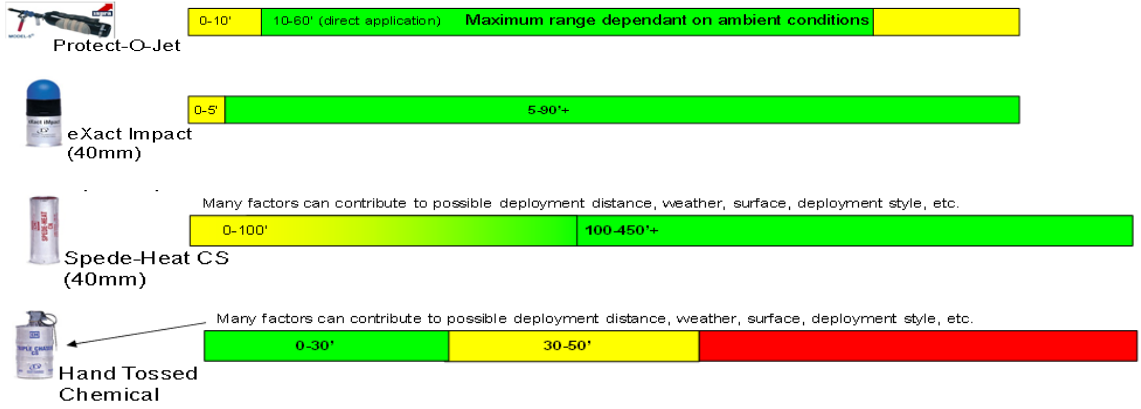 0-10' 10-60' (direct application) Maximum range dependant on ambient conditions
Protect-O-Jet
0-5' 5-90'+
eXact Impact
(40mm)
Many factors can contribute to possible deployment distance, weather, surface, deployment style, etc.
0-100' 100-450'+
SPEDE-HEAT
CS
Spede-Heat CS
(40mm)
Many factors can contribute to possible deployment distance, weather, surface, deployment style, etc.
0-30' 30-50'
Hand Tossed
Chemical